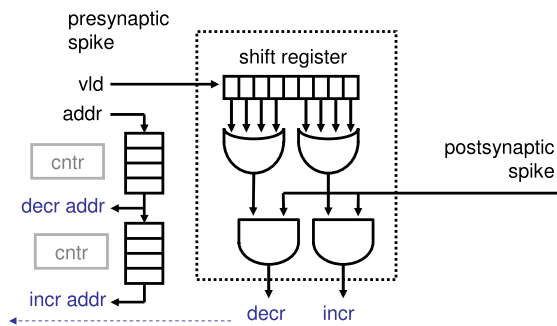 presynaptic
spike
shift register
vld
addr
cntr
postsynaptic
spike
decr addr
cntr
incr addr
decr
incr